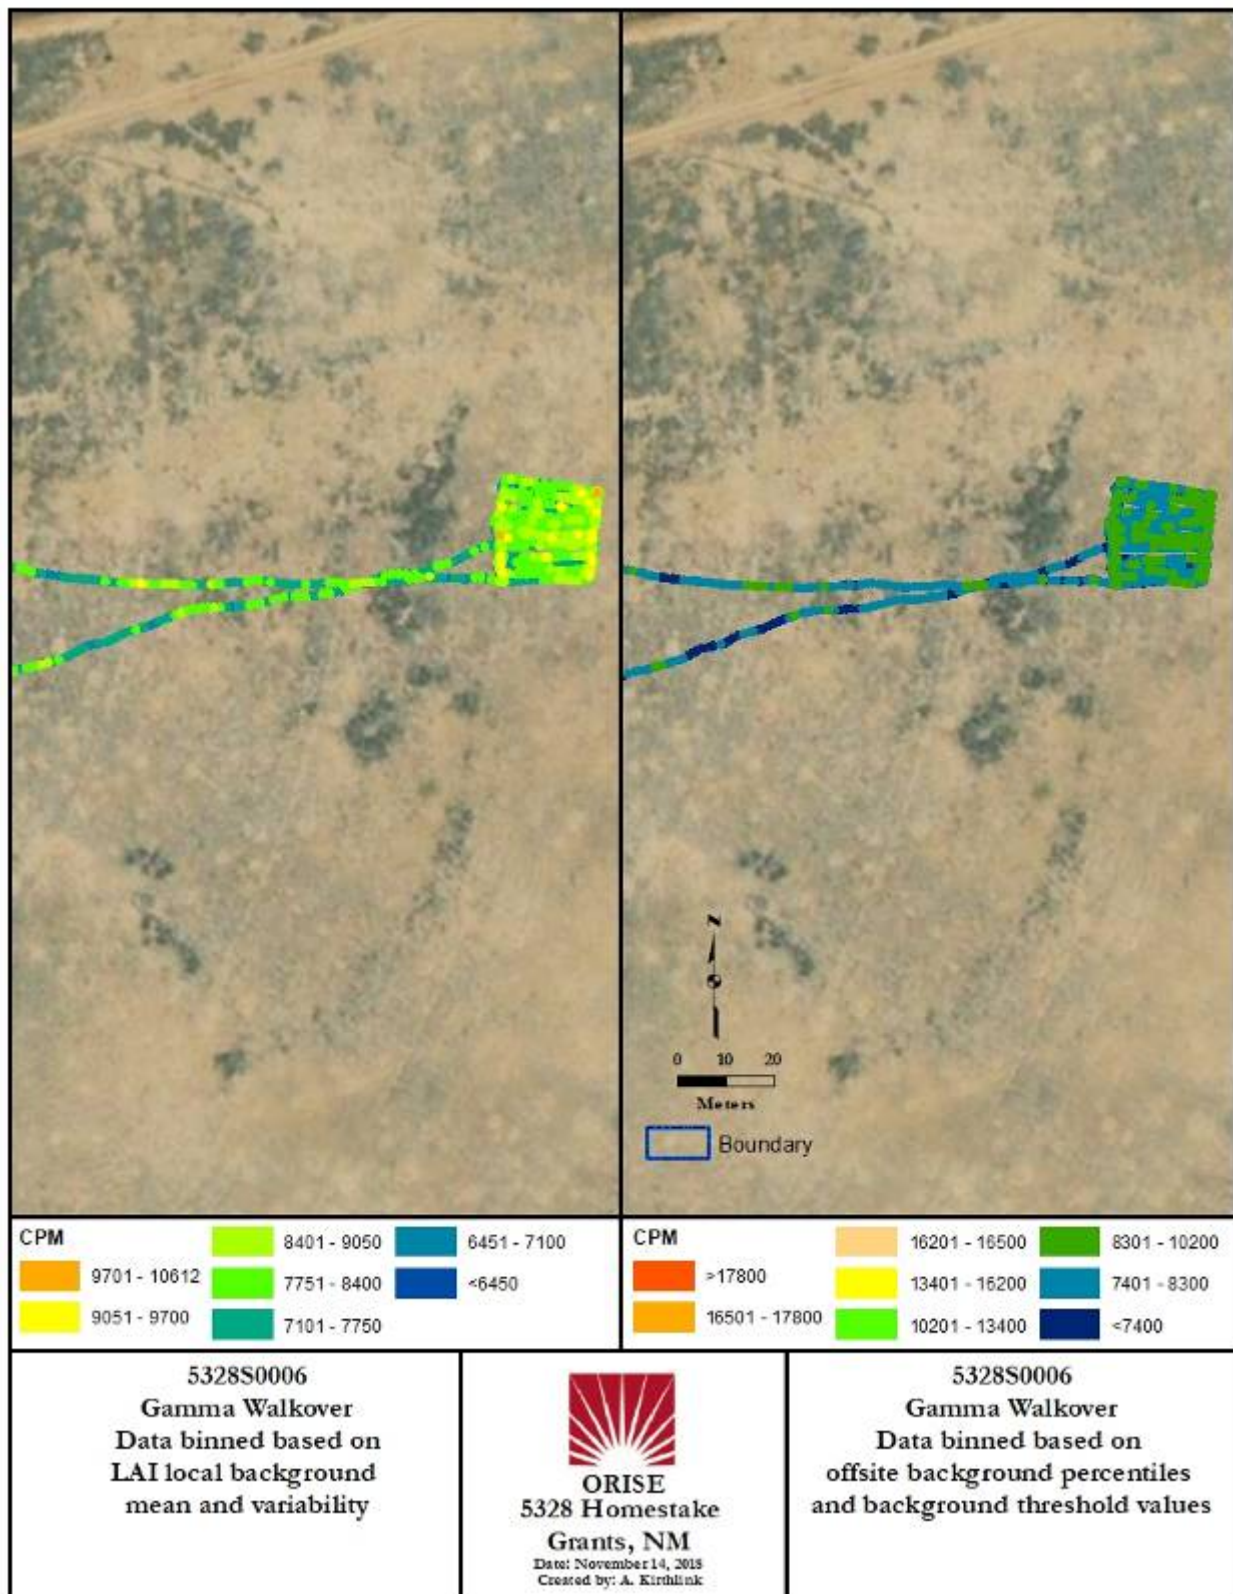 N
0 10 20
Meters
Boundary
CPM
9701 - 10612
9051 - 9700
8401 - 9050
7751 - 8400
7101 - 7750
6451 - 7100
<6450
CPM
>17800
16501 - 17800
16201 - 16500
13401 - 16200
10201 - 13400
8301 - 10200
7401 - 8300
<7400
5328S0006
Gamma Walkover
Data binned based on
LAI local background
mean and variability
ORISE
5328 Homestake
Grants, NM
Date: November 14, 2018
Created by: A. Kirthlink
5328S0006
Gamma Walkover
Data binned based on
offsite background percentiles
and background threshold values